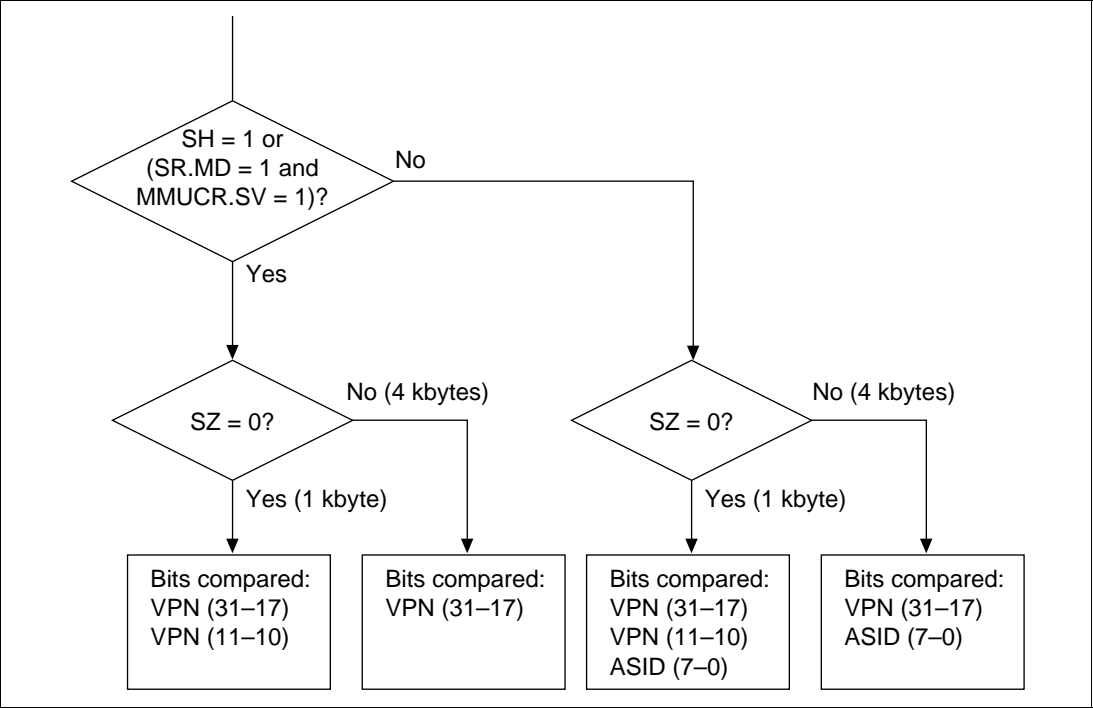 SH = 1 or
(SR.MD = 1 and
MMUCR.SV = 1)?
No
Yes
SZ = 0?
No (4 kbytes)
Yes (1 kbyte)
SZ = 0?
No (4 kbytes)
Yes (1 kbyte)
Bits compared:
VPN (31–17)
VPN (11–10)
Bits compared:
VPN (31–17)
Bits compared:
VPN (31–17)
VPN (11–10)
ASID (7–0)
Bits compared:
VPN (31–17)
ASID (7–0)